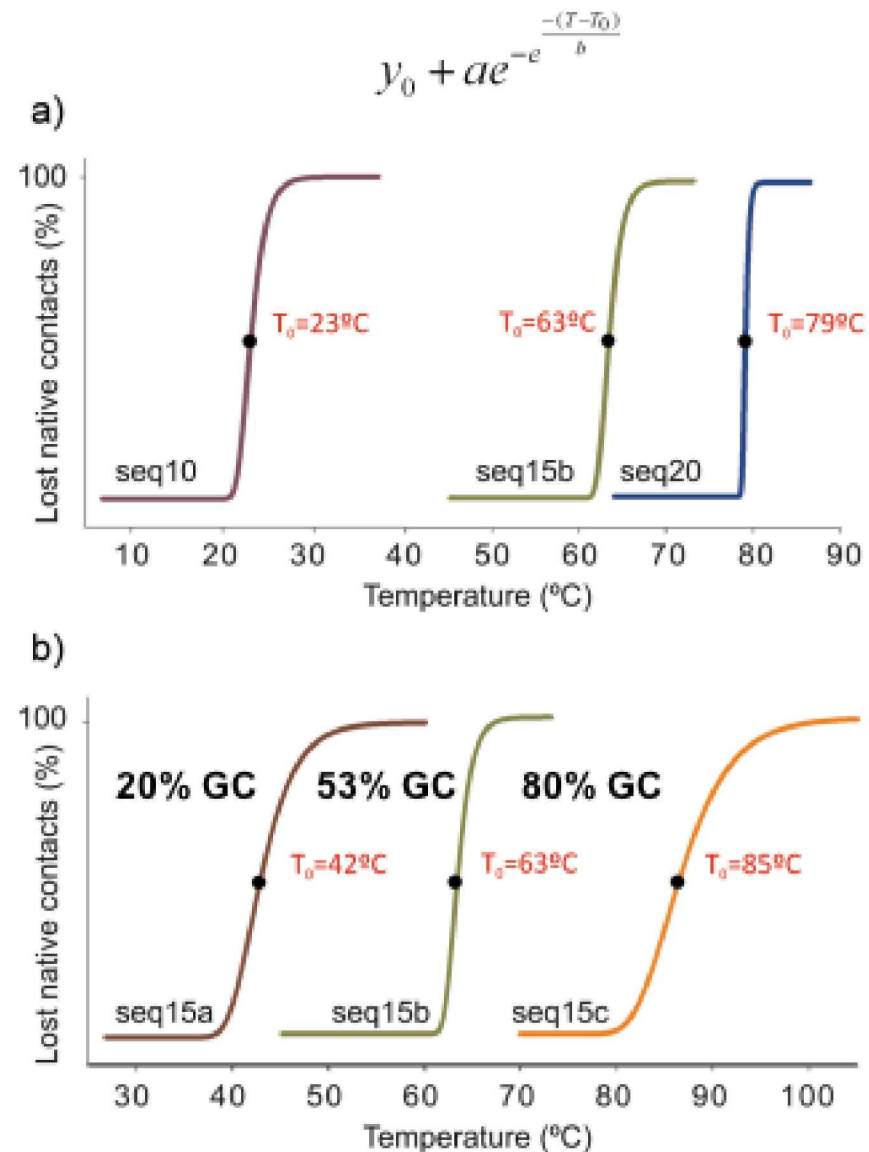 y₀ + ae^{-e^{\frac{-(T-T₀)}{b}}}
a)
100
Lost native contacts (%)
T₀=23ºC
T₀=63ºC
T₀=79ºC
seq10
seq15b
seq20
10 20 30 40 50 60 70 80 90
Temperature (ºC)
b)
100
Lost native contacts (%)
20% GC
53% GC
80% GC
T₀=42ºC
T₀=63ºC
T₀=85ºC
seq15a
seq15b
seq15c
30 40 50 60 70 80 90 100
Temperature (ºC)